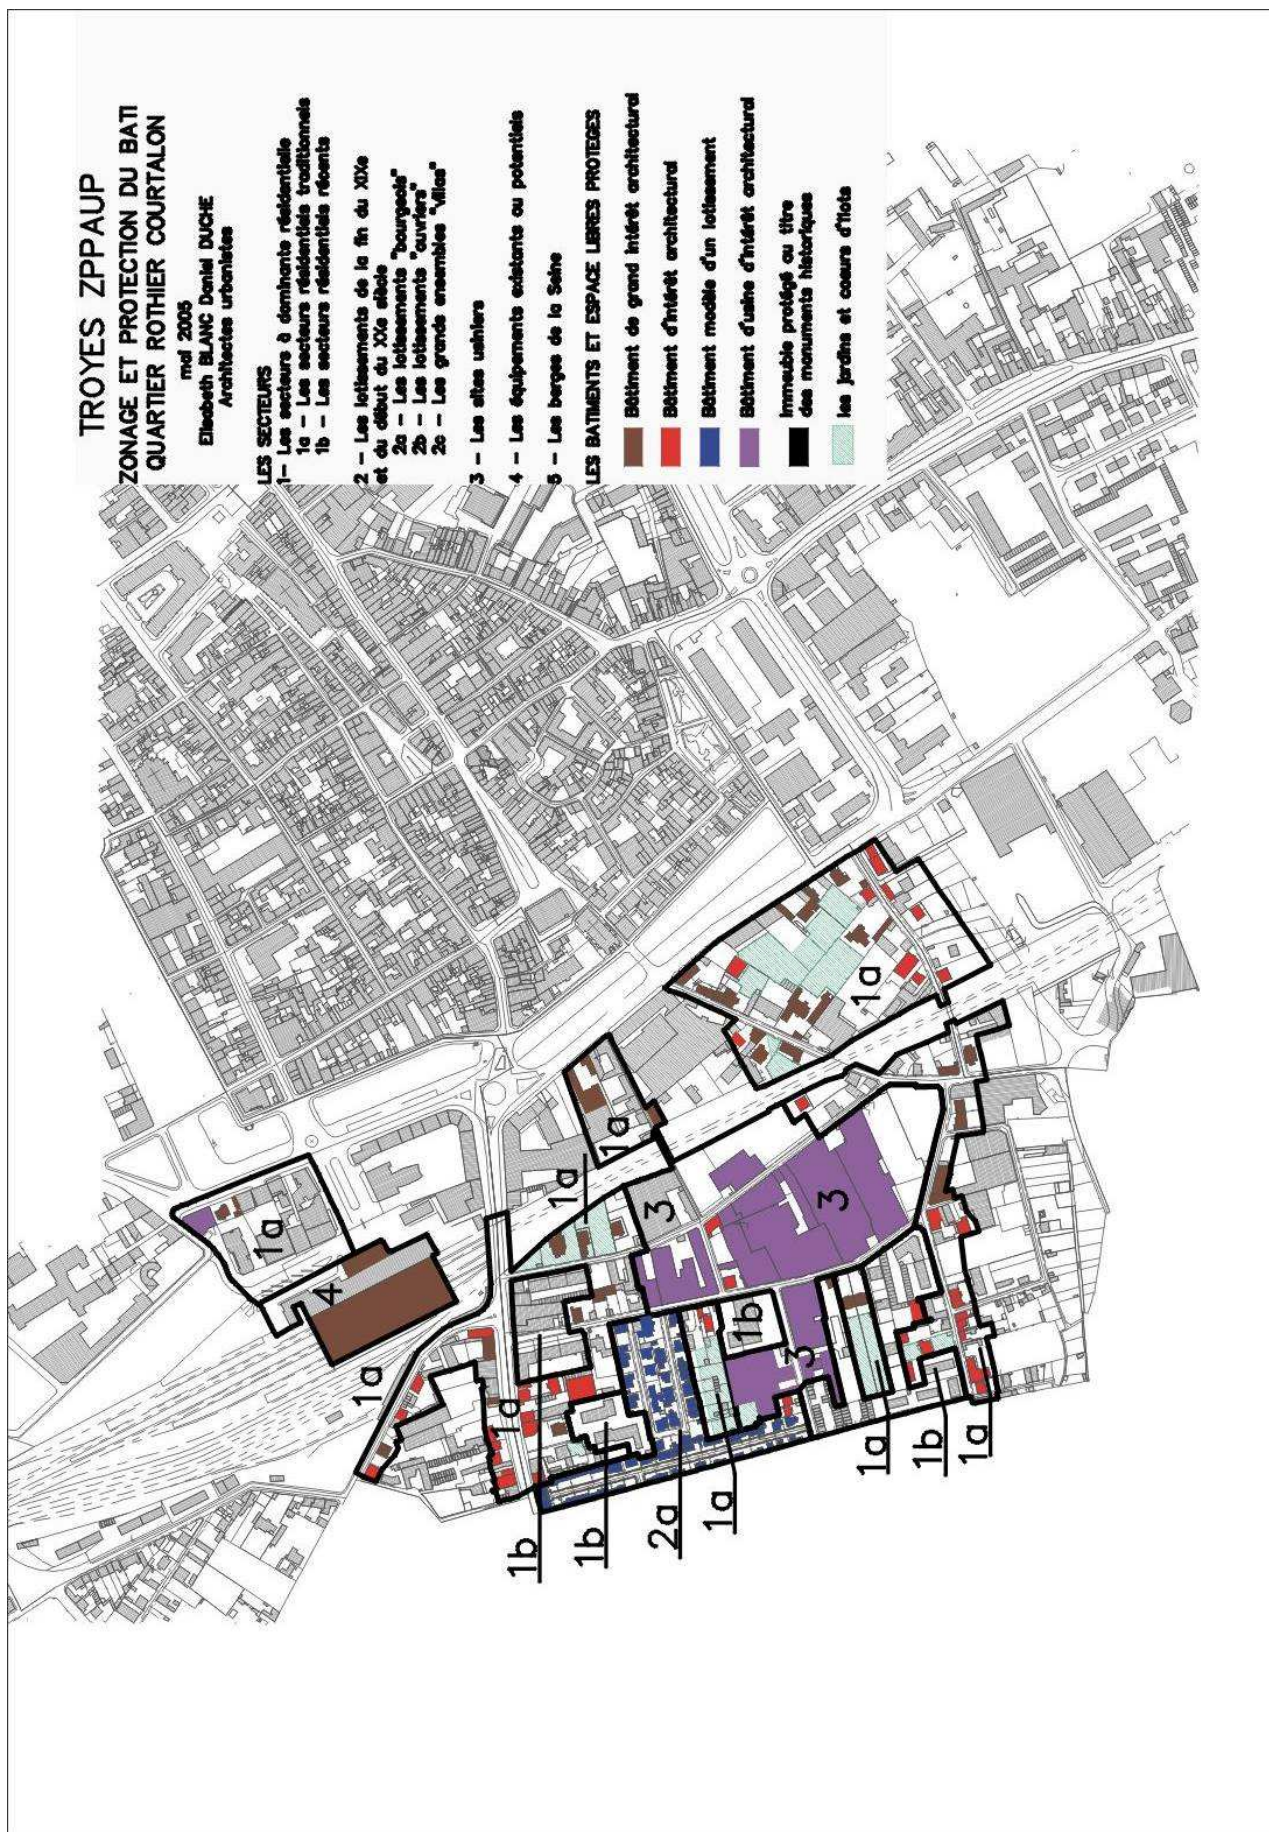 TROYES ZPPAUP
ZONAGE ET PROTECTION DU BATI
QUARTIER ROTHIER COURTALON
mai 2005
Elisabeth BLANC Daniel DUCHE
Architectes urbanistes
LES SECTEURS
1- Les secteurs à dominante résidentielle
1a - Les secteurs résidentiels traditionnels
1b - Les secteurs résidentiels récents
2 - Les lotissements de la fin du XIXe
et du début du XXe siècle
2a - Les lotissements "bourgeois"
2b - Les lotissements "ouvriers"
2c - Les grands ensembles "villas"
3 - Les sites usiniers
4 - Les équipements existants ou potentiels
5 - Les berges de la Seine
LES BATIMENTS ET ESPACE LIBRES PROTEGES
Bâtiment de grand intérêt architectural
Bâtiment d'intérêt architectural
Bâtiment modèle d'un lotissement
Bâtiment d'usine d'intérêt architectural
Immeuble protégé au titre
des monuments historiques
les jardins et coeurs d'îlots
1a
4
1a
1a
1a
1a
1a
3
3
1b
3
1a
1b
1b
2a
1a
1a
1b
1a